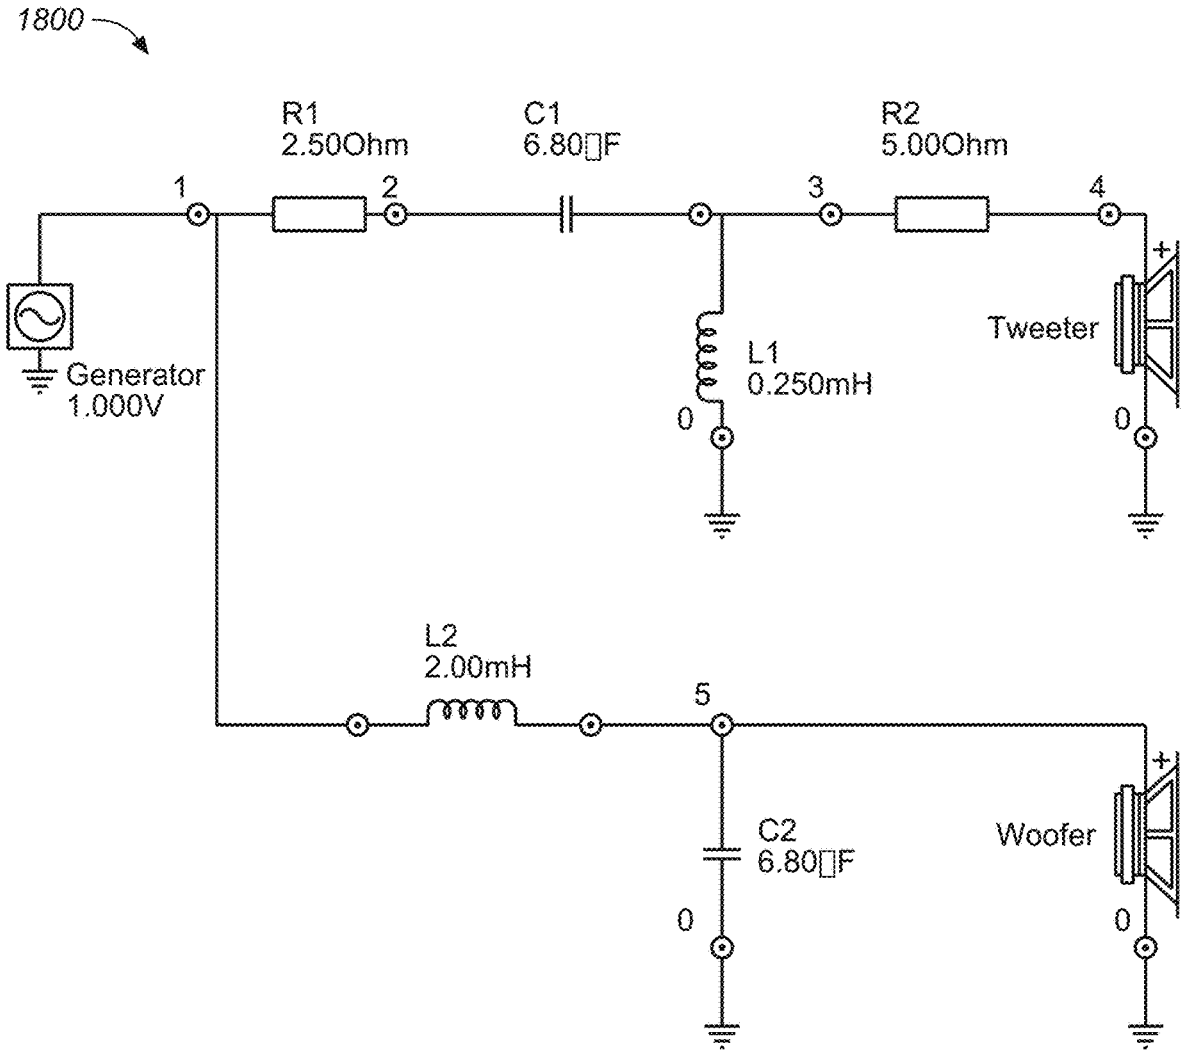 1800
R1
2.50Ohm
C1
6.80▯F
R2
5.00Ohm
1
2
3
4
+
Tweeter
Generator
1.000V
L1
0.250mH
0
0
L2
2.00mH
5
+
C2
6.80▯F
Woofer
0
0